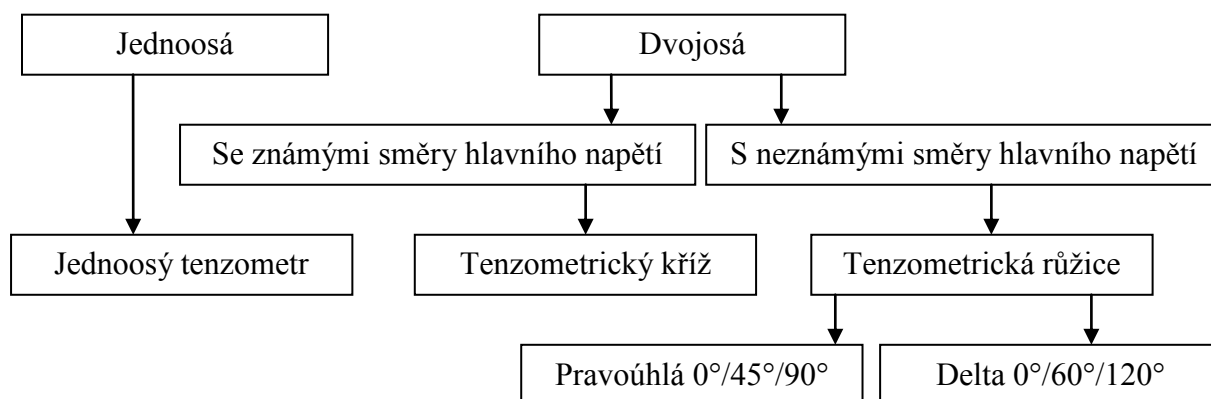 Jednoosá
Dvojosá
Se známými směry hlavního napětí
S neznámými směry hlavního napětí
Jednoosý tenzometr
Tenzometrický kříž
Tenzometrická růžice
Pravoúhlá 0°/45°/90°
Delta 0°/60°/120°